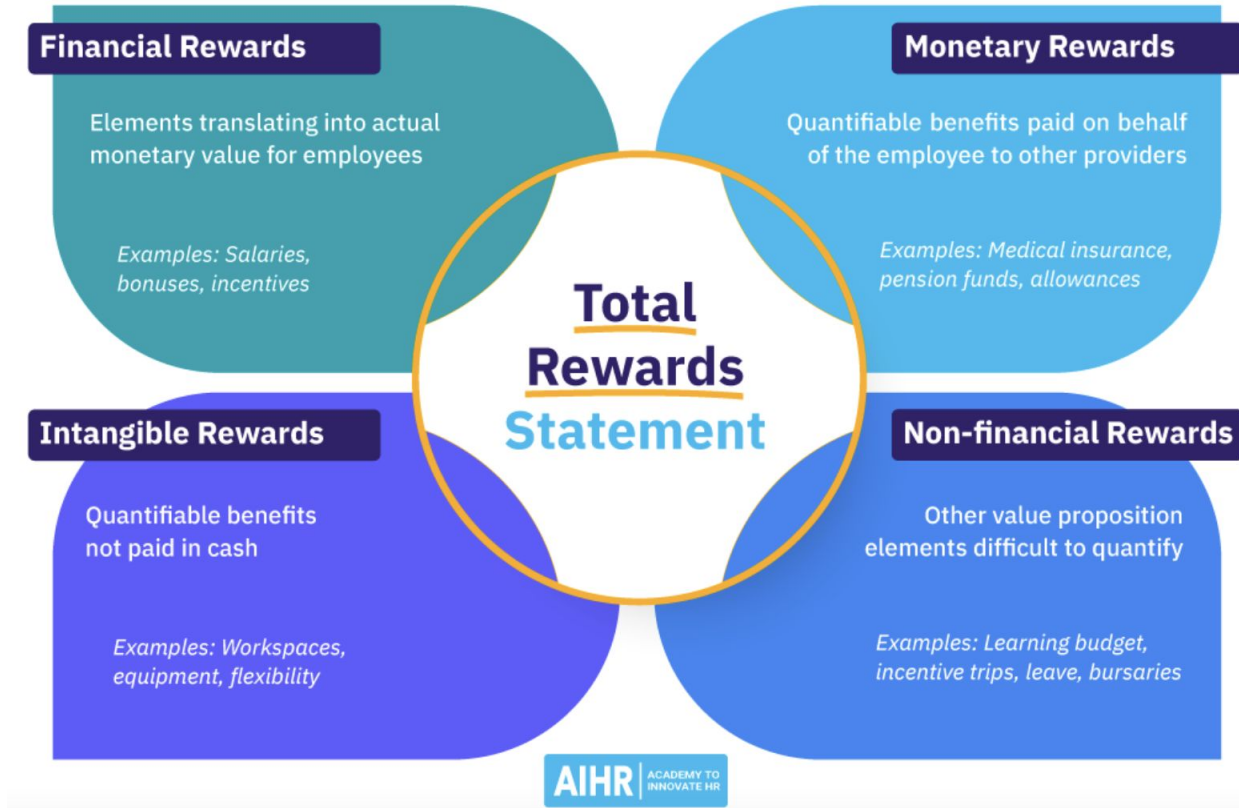 Financial Rewards
Elements translating into actual
monetary value for employees
Examples: Salaries,
bonuses, incentives
Monetary Rewards
Quantifiable benefits paid on behalf
of the employee to other providers
Examples: Medical insurance,
pension funds, allowances
Total
Rewards
Statement
Intangible Rewards
Quantifiable benefits
not paid in cash
Examples: Workspaces,
equipment, flexibility
Non-financial Rewards
Other value proposition
elements difficult to quantify
Examples: Learning budget,
incentive trips, leave, bursaries
AIHR
ACADEMY TO
INNOVATE HR